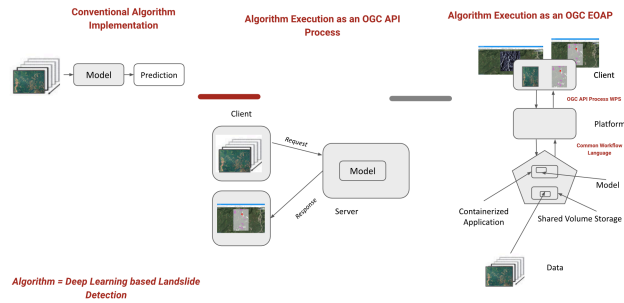 Conventional Algorithm
Implementation
Model
Prediction
Algorithm = Deep Learning based Landslide
Detection
Algorithm Execution as an OGC API
Process
Client
Request
Response
Model
Server
Algorithm Execution as an OGC EOAP
Client
OGC API Process WPS
Platform
Common Workflow
Language
Model
Containerized
Application
Shared Volume Storage
Data